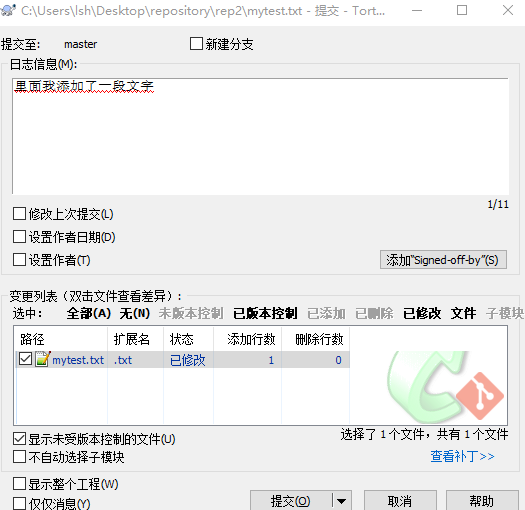 C:\Users\lsh\Desktop\repository\rep2\mytest.txt - 提交 - Tort...
提交至: master 新建分支
日志信息(M):
里面我添加了一段文字
1/11
修改上次提交(L)
设置作者日期(D)
设置作者(T) 添加"Signed-off-by"(S)
变更列表（双击文件查看差异）:
选中: 全部(A) 无(N) 未版本控制 已版本控制 已添加 已删除 已修改 文件 子模块
路径 扩展名 状态 添加行数 删除行数
mytest.txt .txt 已修改 1 0
显示未受版本控制的文件(U) 选择了 1 个文件，共有 1 个文件
不自动选择子模块 查看补丁>>
显示整个工程(W)
仅仅消息(Y) 提交(O) 取消 帮助